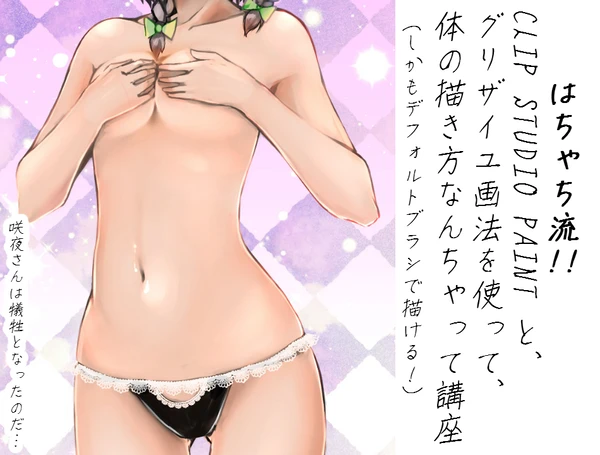 はちゃち流!!
CLIP STUDIO PAINTと、
グリザイユ画法を使って、
体の描き方なんちゃって講座
(しかもデフォルトブラシで描ける!)
咲夜さんは犠牲となったのだ…